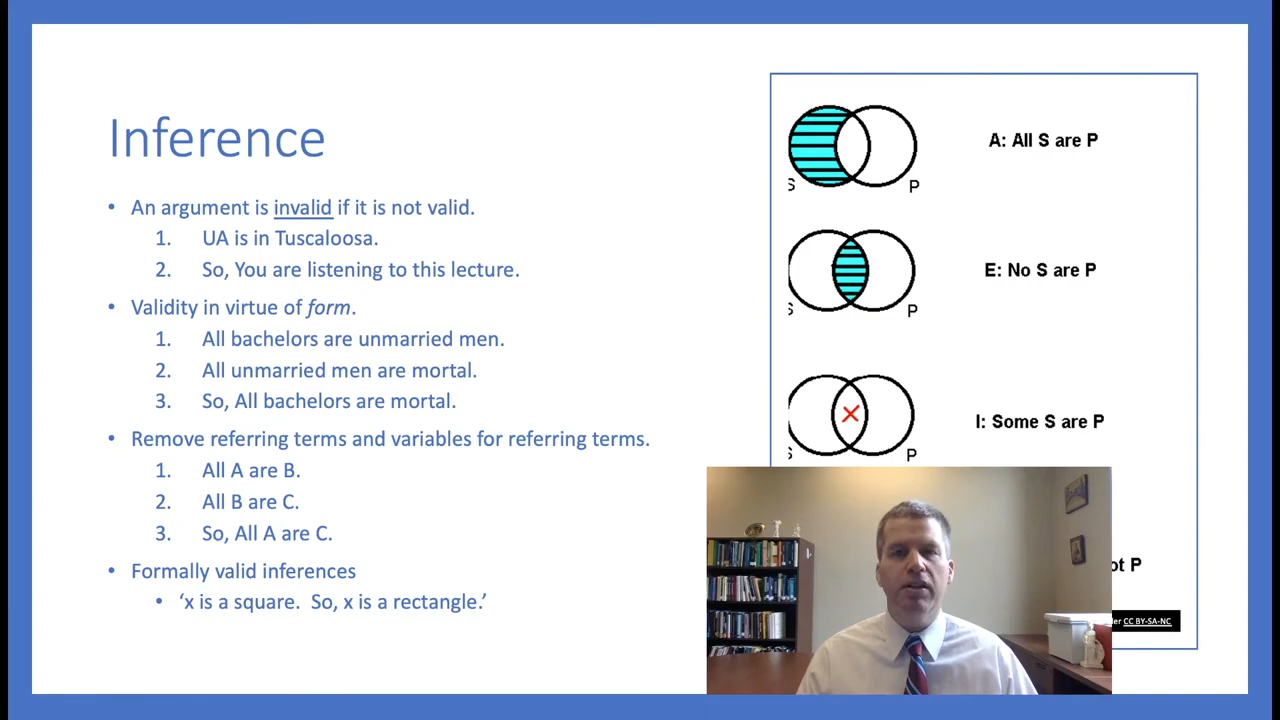 Inference
• An argument is invalid if it is not valid.
1. UA is in Tuscaloosa.
2. So, You are listening to this lecture.
• Validity in virtue of form.
1. All bachelors are unmarried men.
2. All unmarried men are mortal.
3. So, All bachelors are mortal.
• Remove referring terms and variables for referring terms.
1. All A are B.
2. All B are C.
3. So, All A are C.
• Formally valid inferences
• ‘x is a square. So, x is a rectangle.’
A: All S are P
S P
E: No S are P
S P
I: Some S are P
S P
P
CC BY-SA-NC